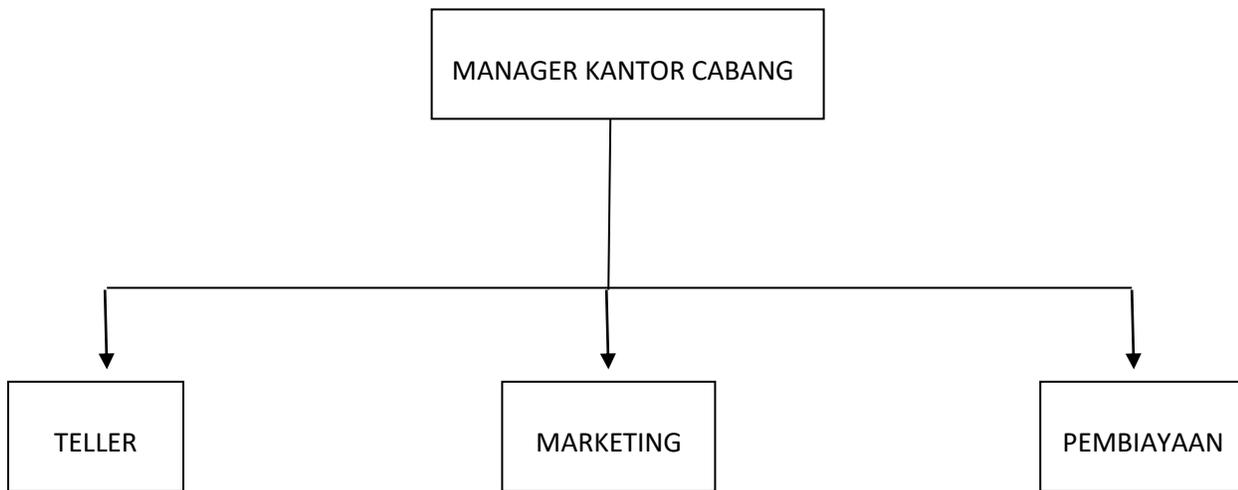 MANAGER KANTOR CABANG
TELLER
MARKETING
PEMBIAYAAN